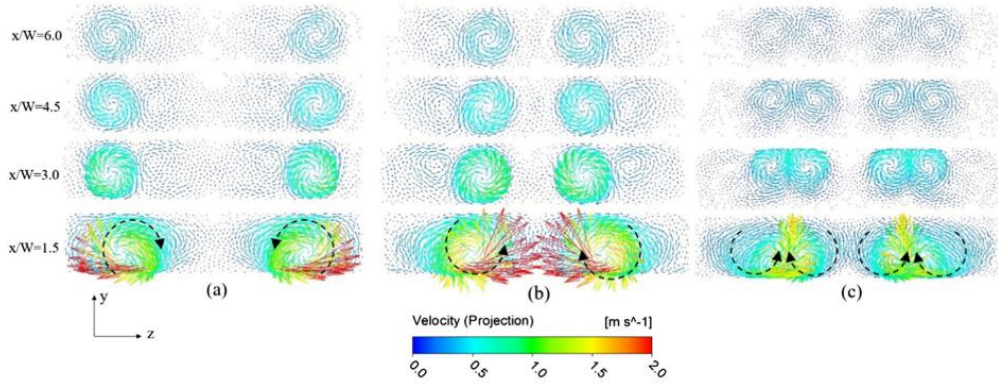 x/W=6.0
x/W=4.5
x/W=3.0
x/W=1.5
(a)
(b)
(c)
y
z
Velocity (Projection) [m s^-1]
0.0 0.5 1.0 1.5 2.0